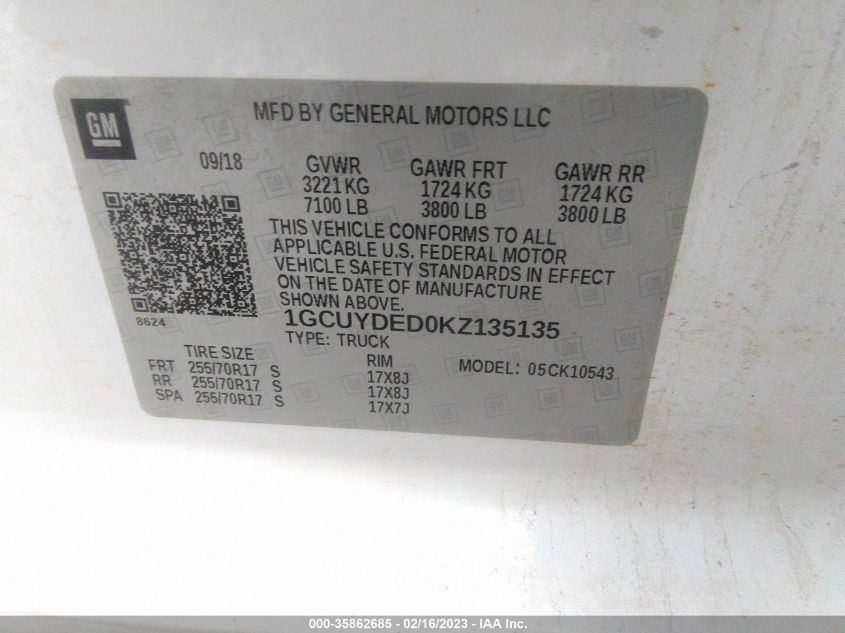 GM
MFD BY GENERAL MOTORS LLC
09/18 GVWR GAWR FRT GAWR RR
3221 KG 1724 KG 1724 KG
7100 LB 3800 LB 3800 LB
THIS VEHICLE CONFORMS TO ALL
APPLICABLE U.S. FEDERAL MOTOR
VEHICLE SAFETY STANDARDS IN EFFECT
ON THE DATE OF MANUFACTURE
SHOWN ABOVE.
8624
1GCUYDED0KZ135135
TYPE: TRUCK
TIRE SIZE RIM MODEL: 05CK10543
FRT 255/70R17 S 17X8J
RR 255/70R17 S 17X8J
SPA 255/70R17 S 17X7J
000-35862685 - 02/16/2023 - IAA Inc.